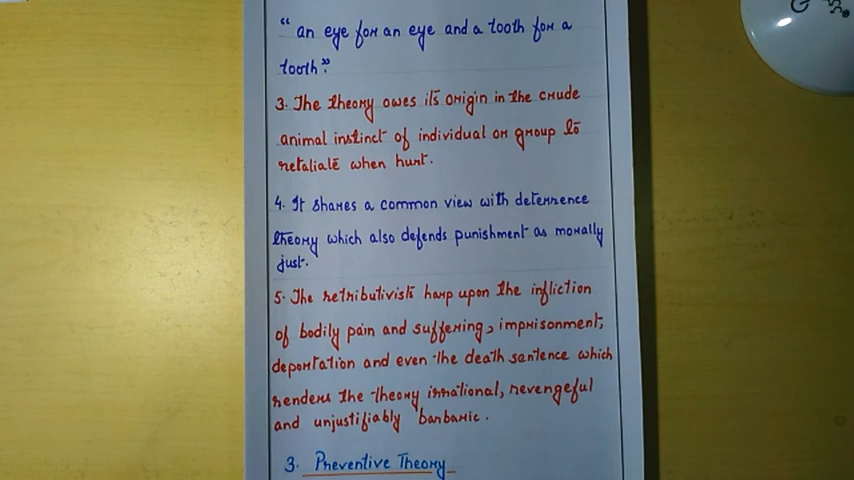 “ an eye for an eye and a tooth for a
tooth”.
3. The theory owes its origin in the crude
animal instinct of individual or group to
retaliate when hurt.
4. It shares a common view with deterrence
theory which also defends punishment as morally
just.
5. The retributivists harp upon the infliction
of bodily pain and suffering, imprisonment,
deportation and even the death sentence which
renders the theory irrational, revengeful
and unjustifiably barbaric.
3. Preventive Theory